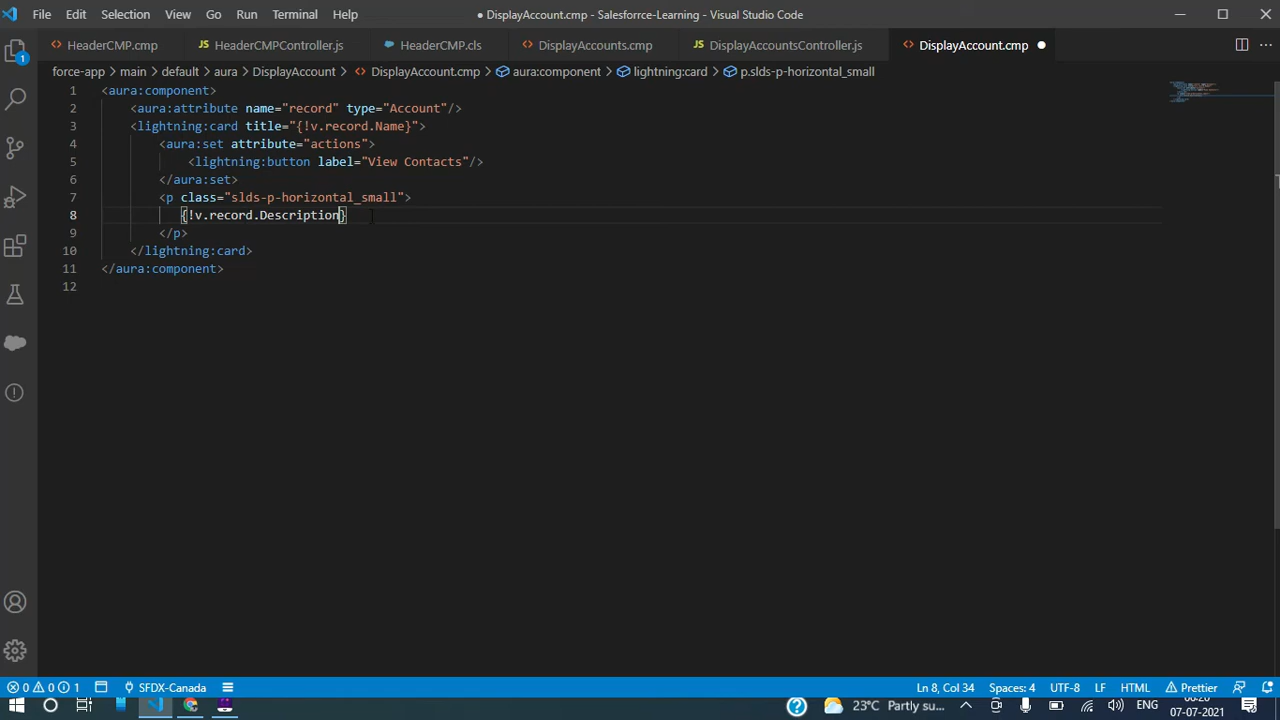 File Edit Selection View Go Run Terminal Help
● DisplayAccount.cmp - Salesforrce-Learning - Visual Studio Code
HeaderCMP.cmp
HeaderCMPController.js
HeaderCMP.cls
DisplayAccounts.cmp
DisplayAccountsController.js
DisplayAccount.cmp
force-app > main > default > aura > DisplayAccount > DisplayAccount.cmp > aura:component > lightning:card > p.slds-p-horizontal_small
1 <aura:component>
2 <aura:attribute name="record" type="Account"/>
3 <lightning:card title="{!v.record.Name}">
4 <aura:set attribute="actions">
5 <lightning:button label="View Contacts"/>
6 </aura:set>
7 <p class="slds-p-horizontal_small">
8 {!v.record.Description}
9 </p>
10 </lightning:card>
11 </aura:component>
12
1
0 0 1 SFDX-Canada
Ln 8, Col 34 Spaces: 4 UTF-8 LF HTML Prettier
23°C Partly su... ENG
07-07-2021